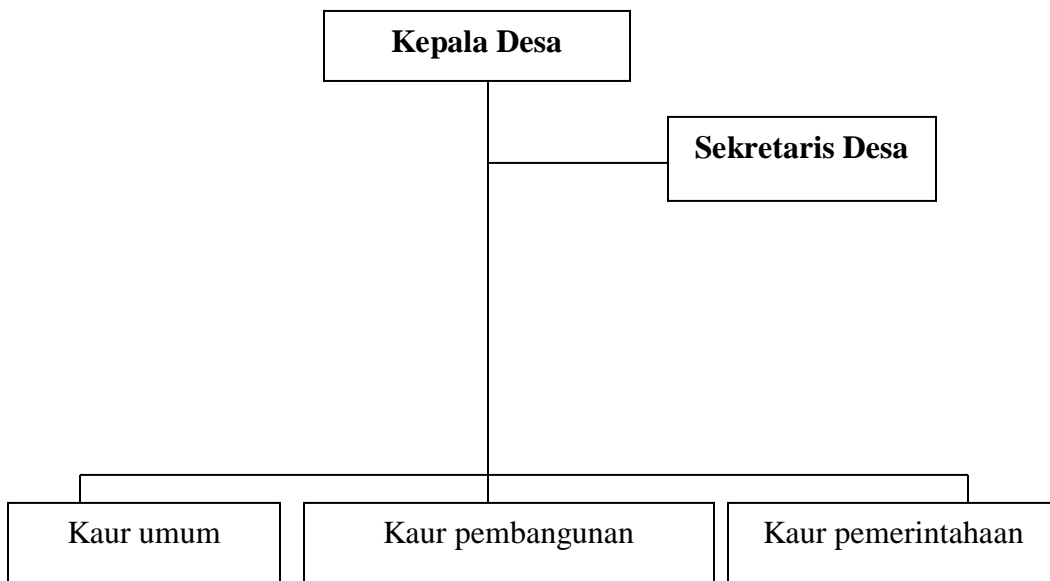 Kepala Desa
Sekretaris Desa
Kaur umum
Kaur pembangunan
Kaur pemerintahaan